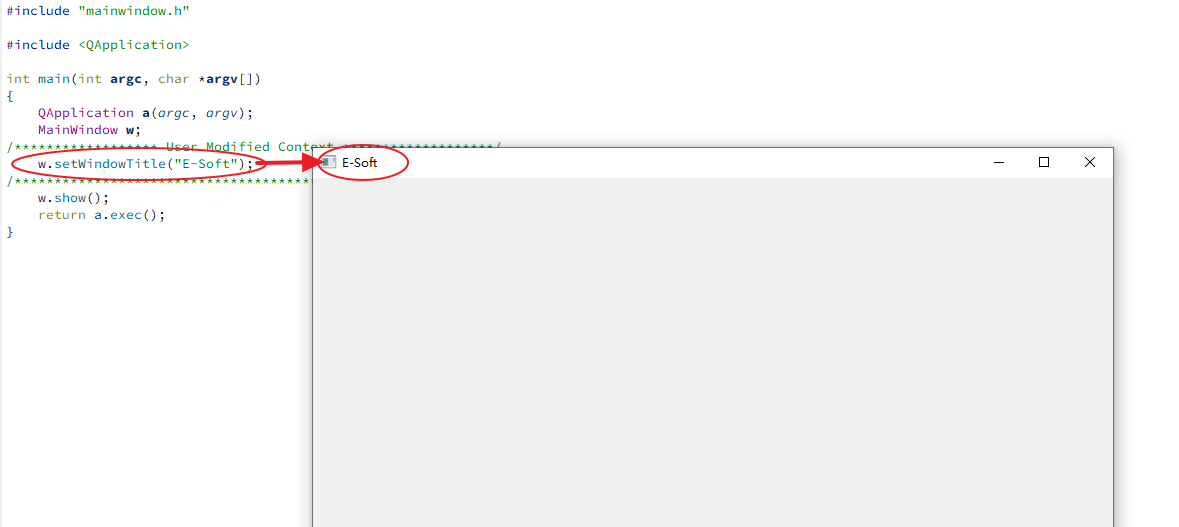 #include "mainwindow.h"
#include <QApplication>
int main(int argc, char *argv[])
{
QApplication a(argc, argv);
MainWindow w;
/****************** User Modified Context *******************/
w.setWindowTitle("E-Soft");
E-Soft
/**************************************
w.show();
return a.exec();
}